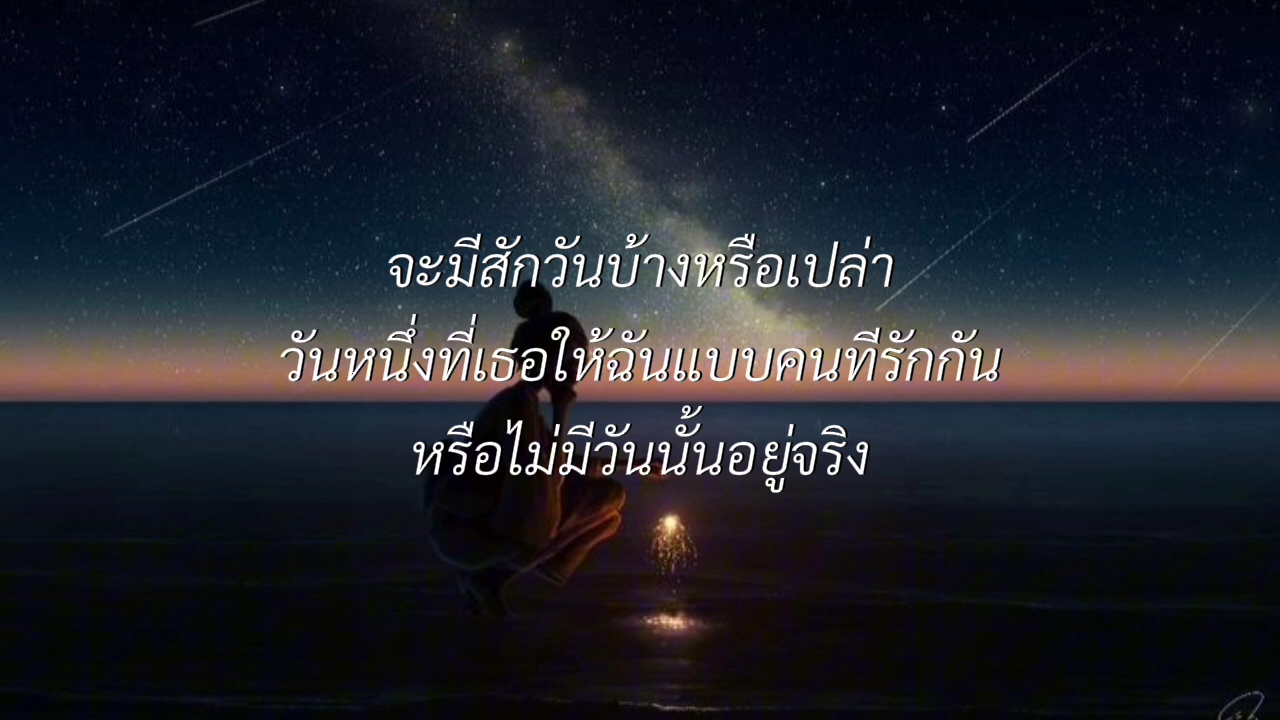 จะมีสักวันบ้างหรือเปล่า
วันหนึ่งที่เธอให้ฉันแบบคนทีรักกัน
หรือไม่มีวันนั้นอยู่จริง